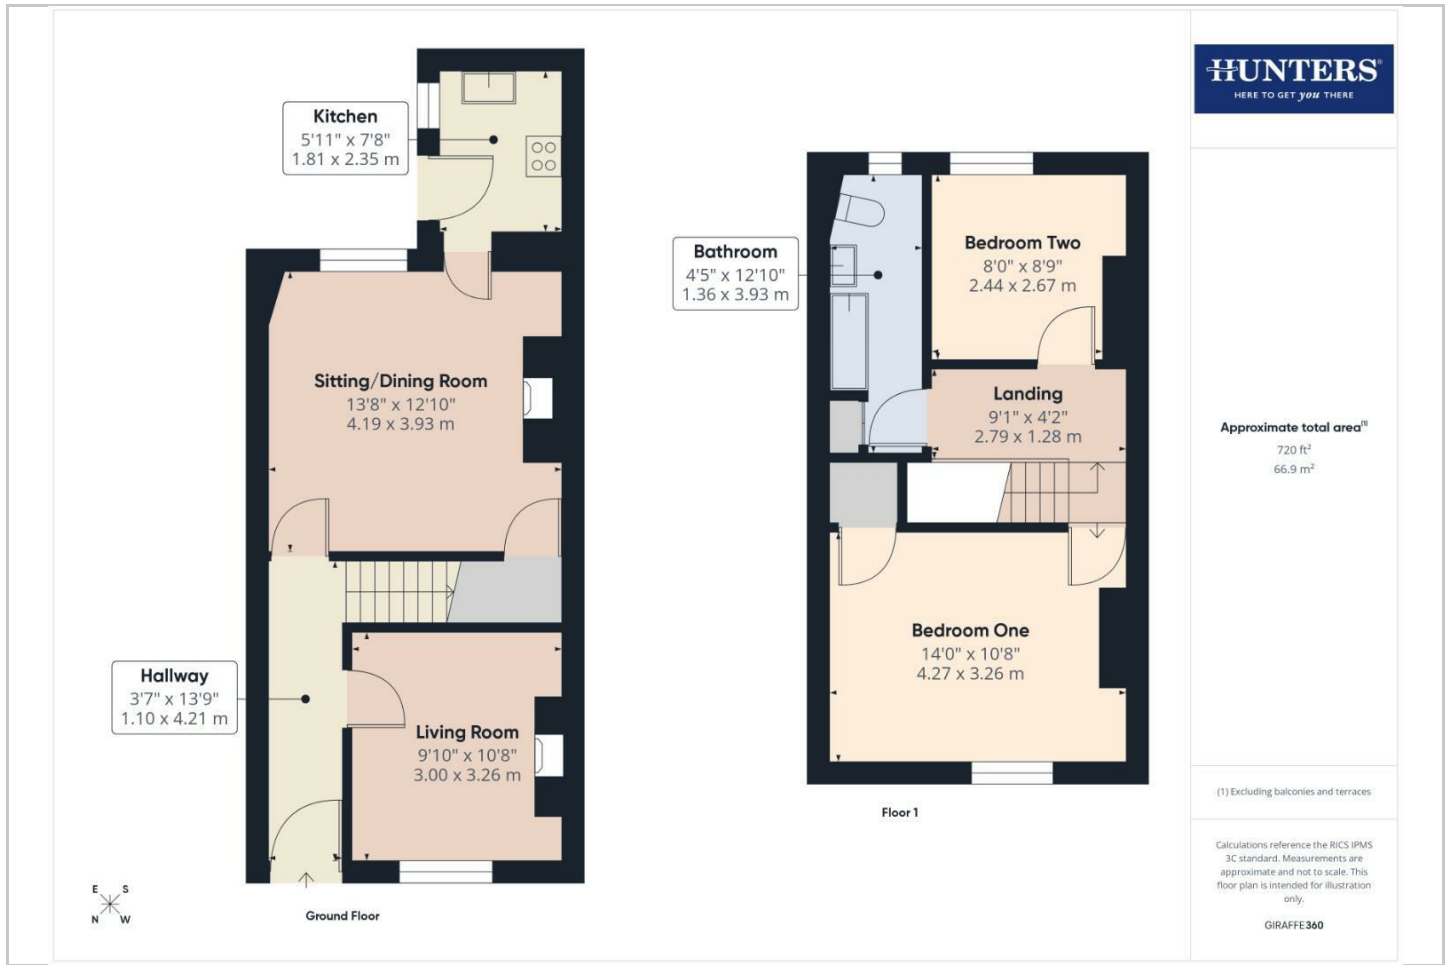 Kitchen
5'11" x 7'8"
1.81 x 2.35 m
Sitting/Dining Room
13'8" x 12'10"
4.19 x 3.93 m
Hallway
3'7" x 13'9"
1.10 x 4.21 m
Living Room
9'10" x 10'8"
3.00 x 3.26 m
E S
N W
Ground Floor
Bathroom
4'5" x 12'10"
1.36 x 3.93 m
Bedroom Two
8'0" x 8'9"
2.44 x 2.67 m
Landing
9'1" x 4'2"
2.79 x 1.28 m
Bedroom One
14'0" x 10'8"
4.27 x 3.26 m
Floor 1
HUNTERS®
HERE TO GET you THERE
Approximate total area⁽¹⁾
720 ft²
66.9 m²
(1) Excluding balconies and terraces
Calculations reference the RICS IPMS
3C standard. Measurements are
approximate and not to scale. This
floor plan is intended for illustration
only.
GIRAFFE360